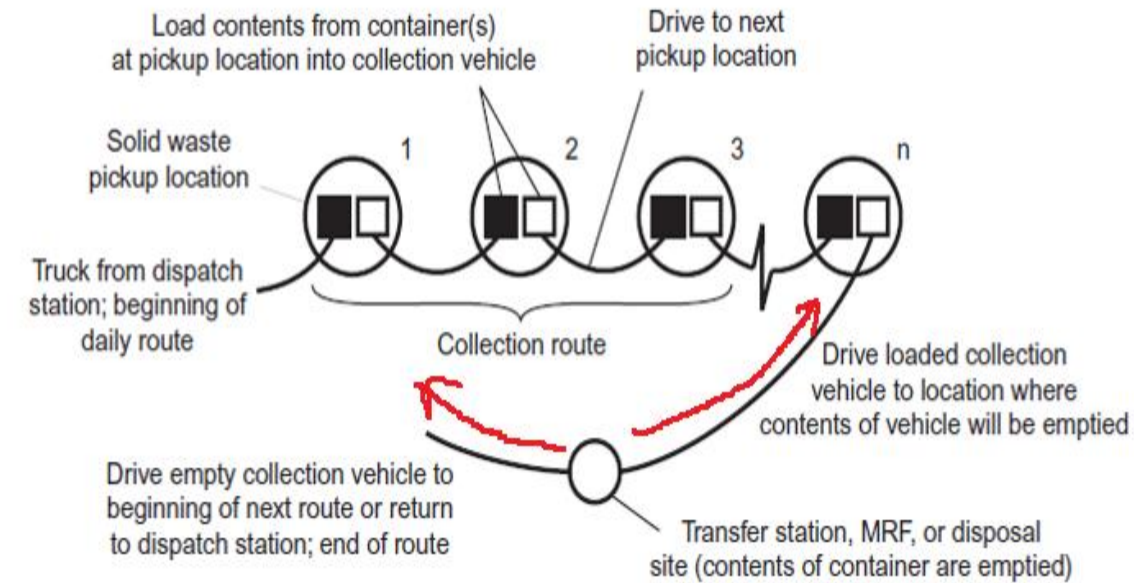 Load contents from container(s)
at pickup location into collection vehicle
Drive to next
pickup location
Solid waste
pickup location
1
2
3
n
Truck from dispatch
station; beginning of
daily route
Collection route
Drive loaded collection
vehicle to location where
contents of vehicle will be emptied
Drive empty collection vehicle to
beginning of next route or return
to dispatch station; end of route
Transfer station, MRF, or disposal
site (contents of container are emptied)